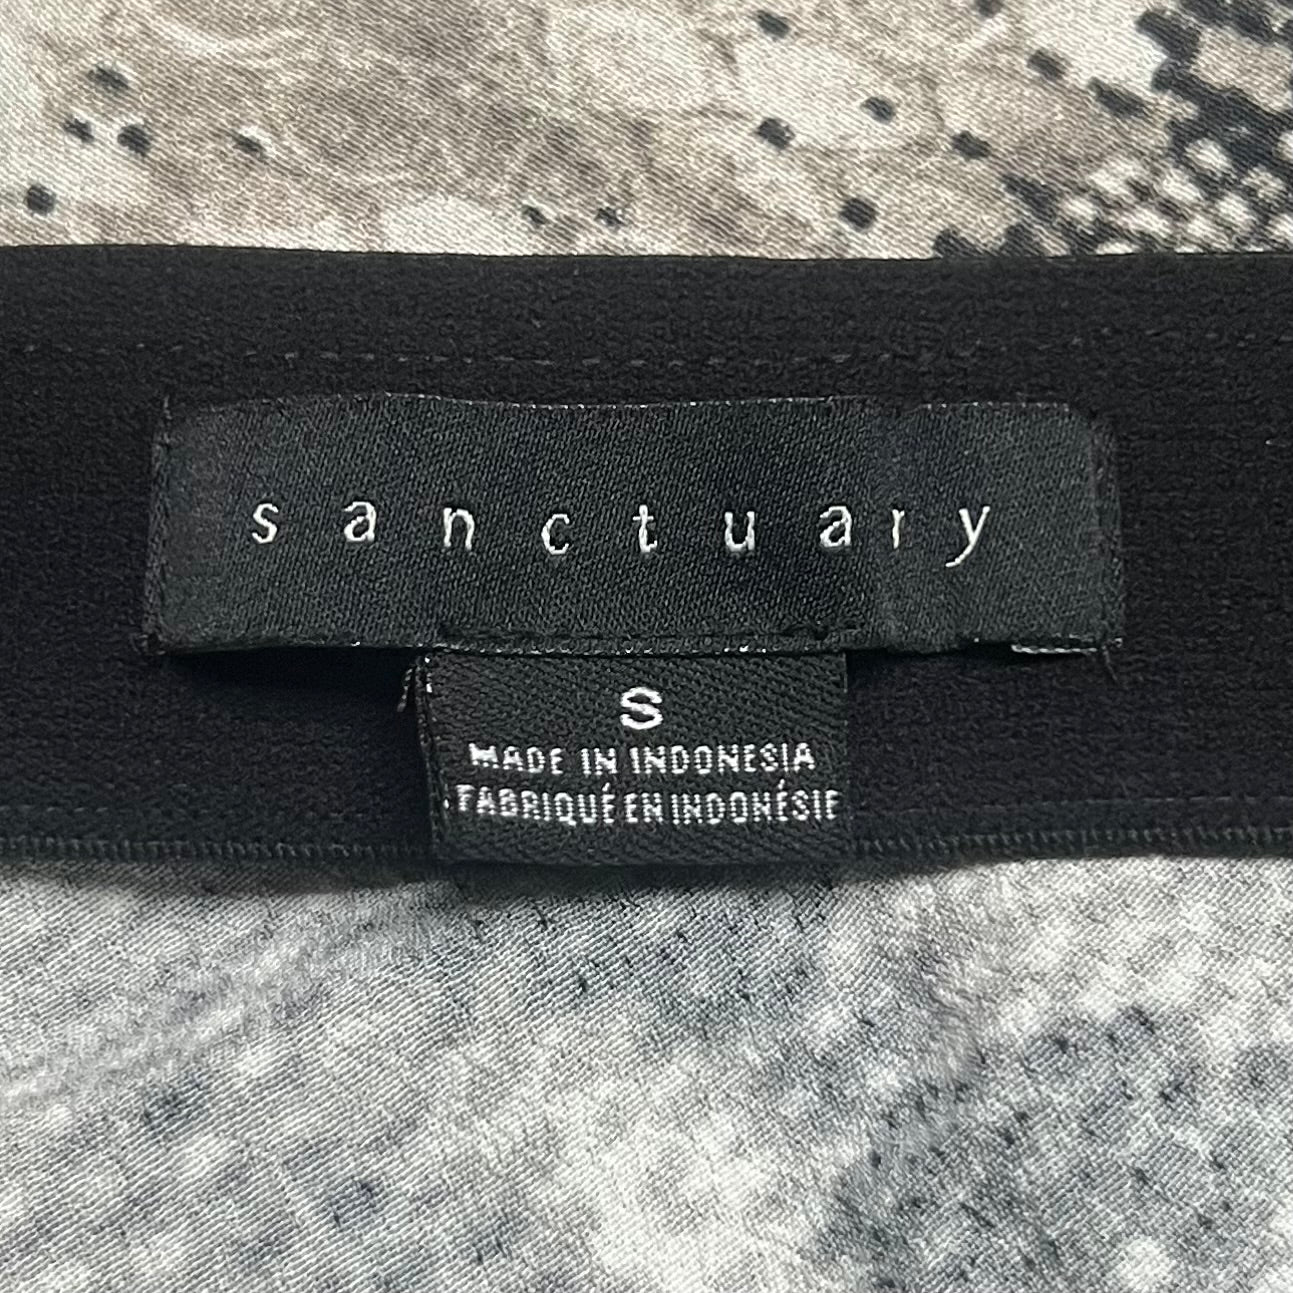 sanctuary
S
MADE IN INDONESIA
FABRIQUÉ EN INDONÉSIE